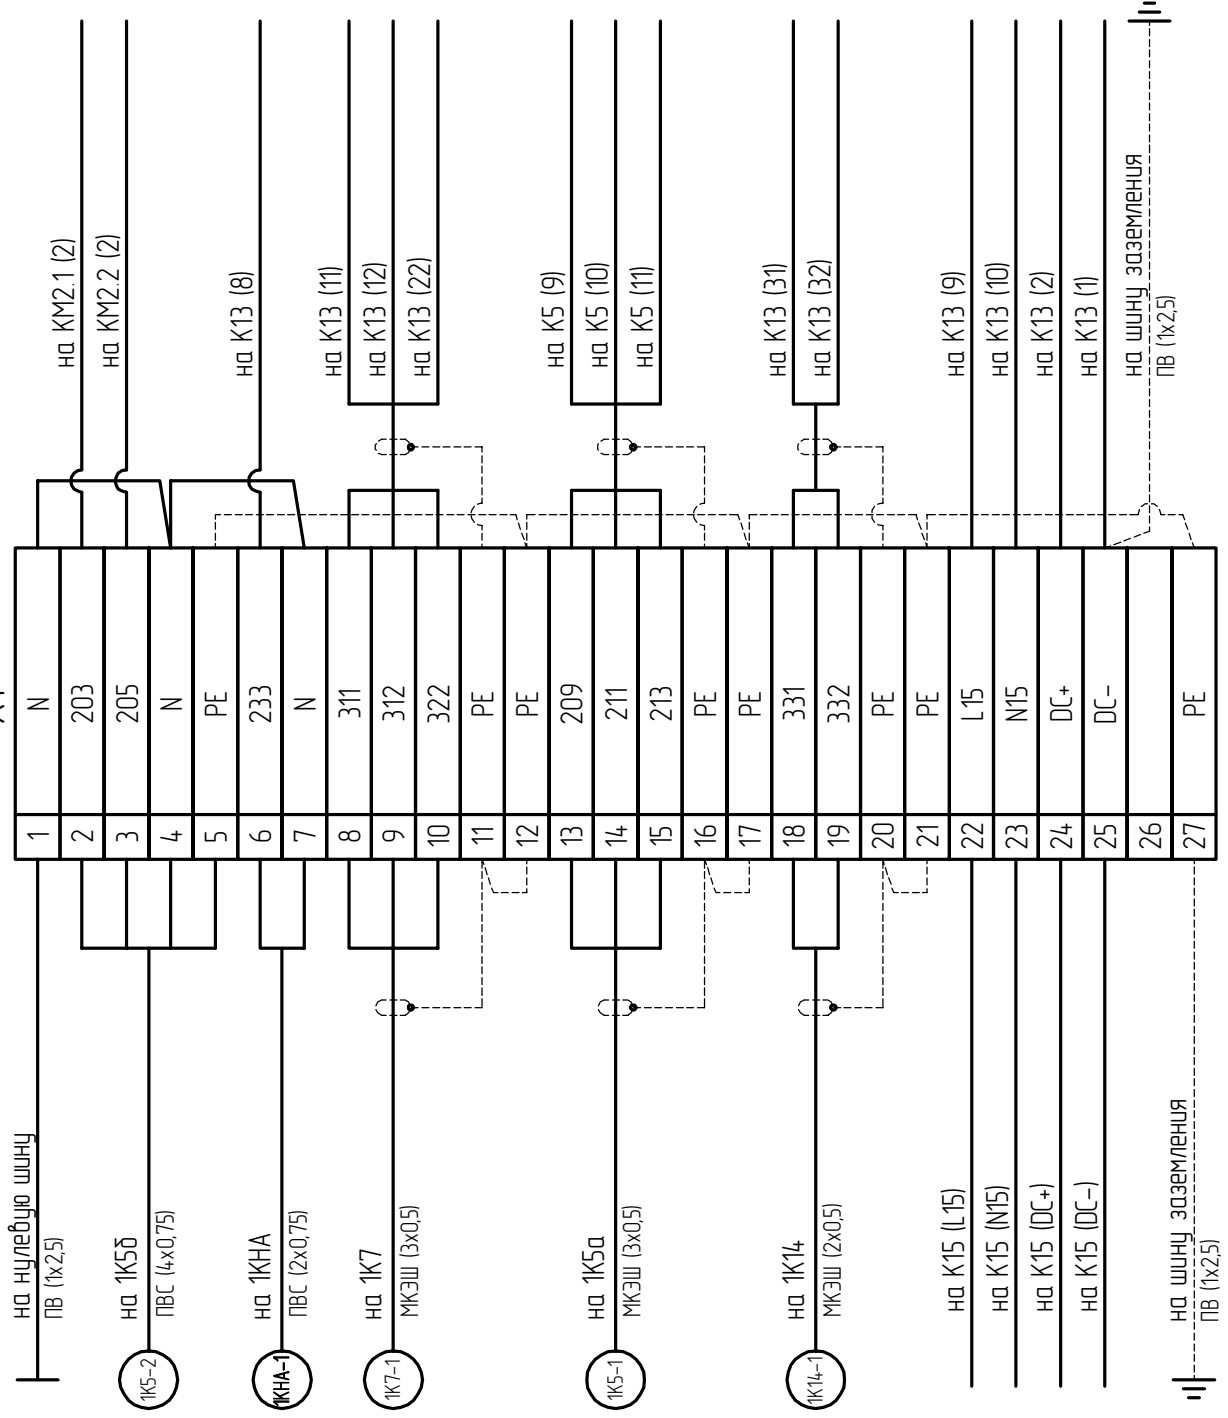 на КМ2.1 (2)
на КМ2.2 (2)
на К13 (8)
на К13 (11)
на К13 (12)
на К13 (22)
на К5 (9)
на К5 (10)
на К5 (11)
на К13 (31)
на К13 (32)
на К13 (9)
на К13 (10)
на К13 (2)
на К13 (1)
на шину заземления
ПВ (1х2,5)
1 N
2 203
3 205
4 N
5 PE
6 233
7 N
8 311
9 312
10 322
11 PE
12 PE
13 209
14 211
15 213
16 PE
17 PE
18 331
19 332
20 PE
21 PE
22 L15
23 N15
24 DC+
25 DC-
26
27 PE
на нулевую шину
ПВ (1х2,5)
на 1К5б
ПВС (4х0,75)
1К5-2
на 1КНА
ПВС (2х0,75)
1КНА-1
на 1К7
МКЭШ (3х0,5)
1К7-1
на 1К5а
МКЭШ (3х0,5)
1К5-1
на 1К14
МКЭШ (2х0,5)
1К14-1
на К15 (L15)
на К15 (N15)
на К15 (DC+)
на К15 (DC-)
на шину заземления
ПВ (1х2,5)